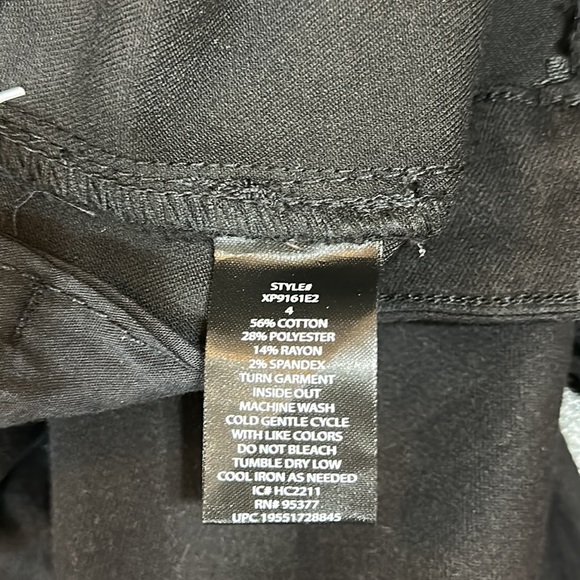 STYLE#
XP9161E2
4
56% COTTON
28% POLYESTER
14% RAYON
2% SPANDEX
TURN GARMENT
INSIDE OUT
MACHINE WASH
COLD GENTLE CYCLE
WITH LIKE COLORS
DO NOT BLEACH
TUMBLE DRY LOW
COOL IRON AS NEEDED
IC# HC2211
RN# 95377
UPC 19551728845